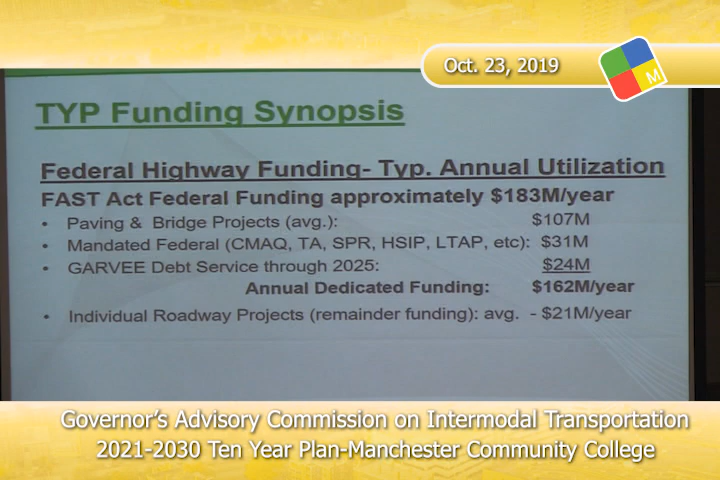 Oct. 23, 2019
M
TYP Funding Synopsis
Federal Highway Funding- Typ. Annual Utilization
FAST Act Federal Funding approximately $183M/year
• Paving & Bridge Projects (avg.): $107M
• Mandated Federal (CMAQ, TA, SPR, HSIP, LTAP, etc): $31M
• GARVEE Debt Service through 2025: $24M
Annual Dedicated Funding: $162M/year
• Individual Roadway Projects (remainder funding): avg. - $21M/year
Governor's Advisory Commission on Intermodal Transportation
2021-2030 Ten Year Plan-Manchester Community College